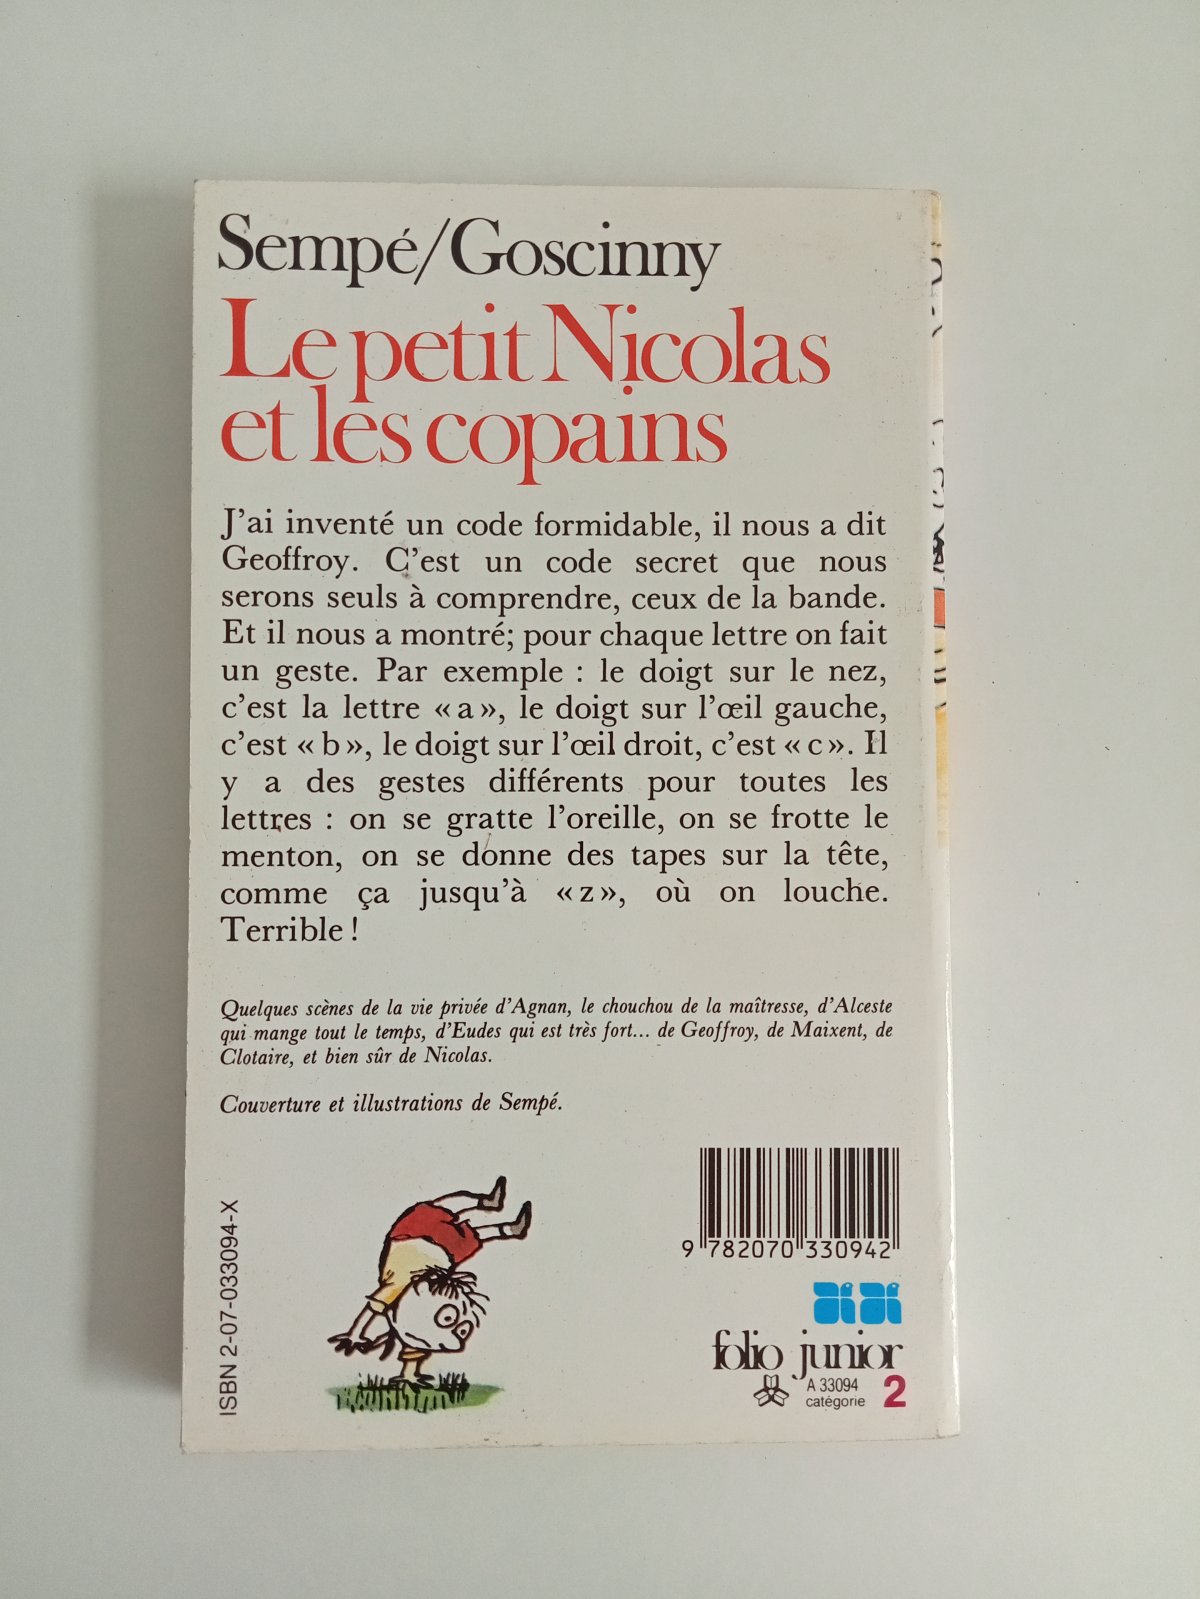 Sempé/Goscinny
Le petit Nicolas
et les copains
J'ai inventé un code formidable, il nous a dit
Geoffroy. C'est un code secret que nous
serons seuls à comprendre, ceux de la bande.
Et il nous a montré; pour chaque lettre on fait
un geste. Par exemple : le doigt sur le nez,
c'est la lettre « a », le doigt sur l'œil gauche,
c'est « b », le doigt sur l'œil droit, c'est « c ». Il
y a des gestes différents pour toutes les
lettres : on se gratte l'oreille, on se frotte le
menton, on se donne des tapes sur la tête,
comme ça jusqu'à « z », où on louche.
Terrible !
Quelques scènes de la vie privée d'Agnan, le chouchou de la maîtresse, d'Alceste
qui mange tout le temps, d'Eudes qui est très fort... de Geoffroy, de Maixent, de
Clotaire, et bien sûr de Nicolas.
Couverture et illustrations de Sempé.
ISBN 2-07-033094-X
9 782070 330942
folio junior
A 33094
catégorie 2